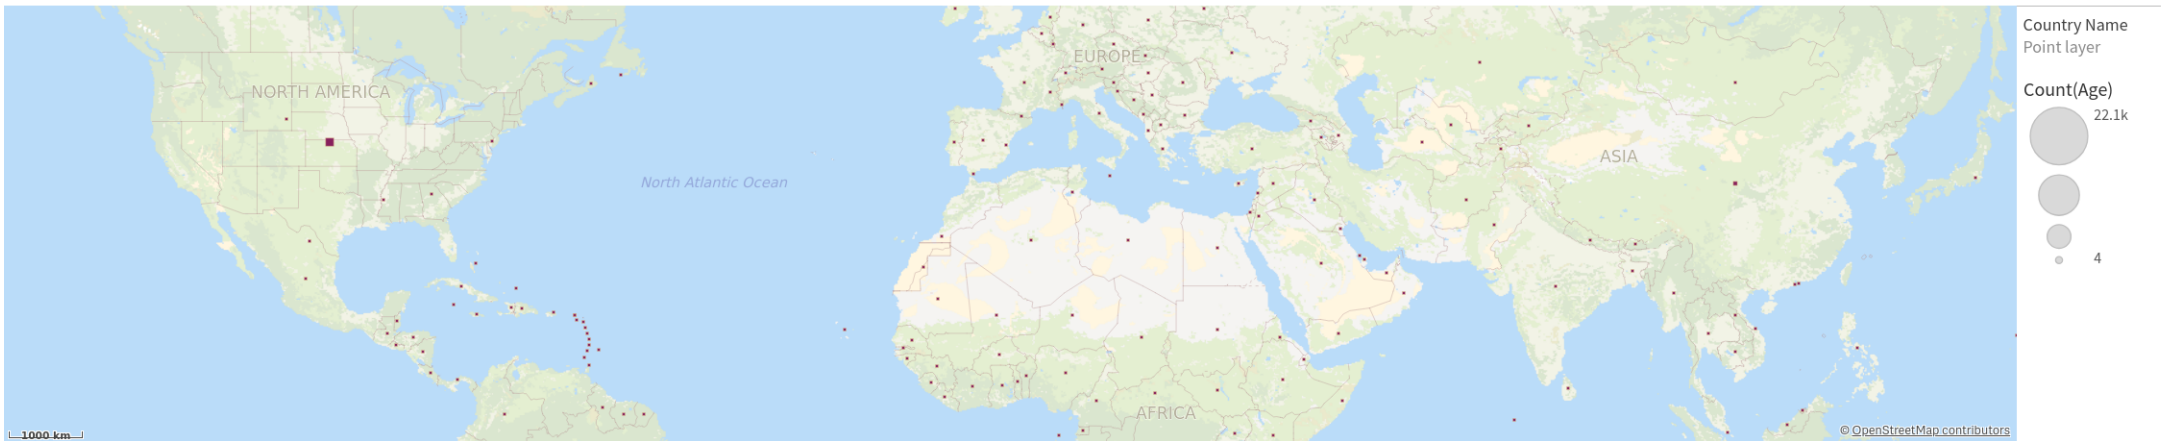 NORTH AMERICA
North Atlantic Ocean
EUROPE
ASIA
AFRICA
1000 km
© OpenStreetMap contributors
Country Name
Point layer
Count(Age)
22.1k
4